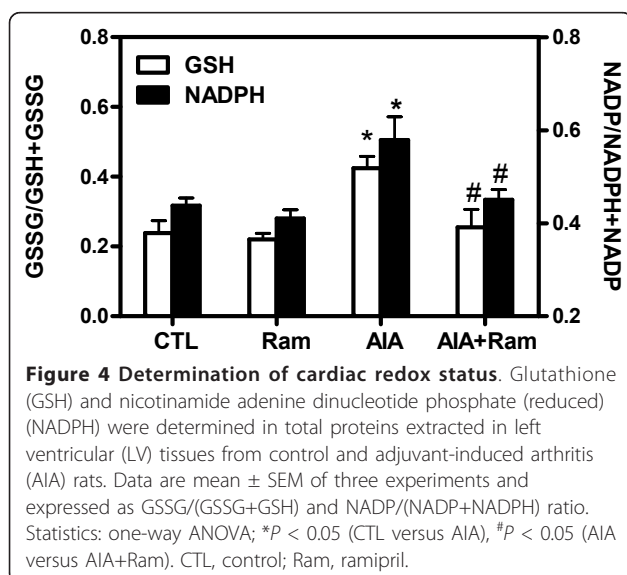 0.8
0.6
0.4
0.2
0.0
GSSG/GSH+GSSG
GSH
NADPH
*
*
#
#
0.8
0.6
0.4
0.2
NADP/NADPH+NADP
CTL Ram AIA AIA+Ram
Figure 4 Determination of cardiac redox status. Glutathione
(GSH) and nicotinamide adenine dinucleotide phosphate (reduced)
(NADPH) were determined in total proteins extracted in left
ventricular (LV) tissues from control and adjuvant-induced arthritis
(AIA) rats. Data are mean ± SEM of three experiments and
expressed as GSSG/(GSSG+GSH) and NADP/(NADP+NADPH) ratio.
Statistics: one-way ANOVA; *P < 0.05 (CTL versus AIA), #P < 0.05 (AIA
versus AIA+Ram). CTL, control; Ram, ramipril.